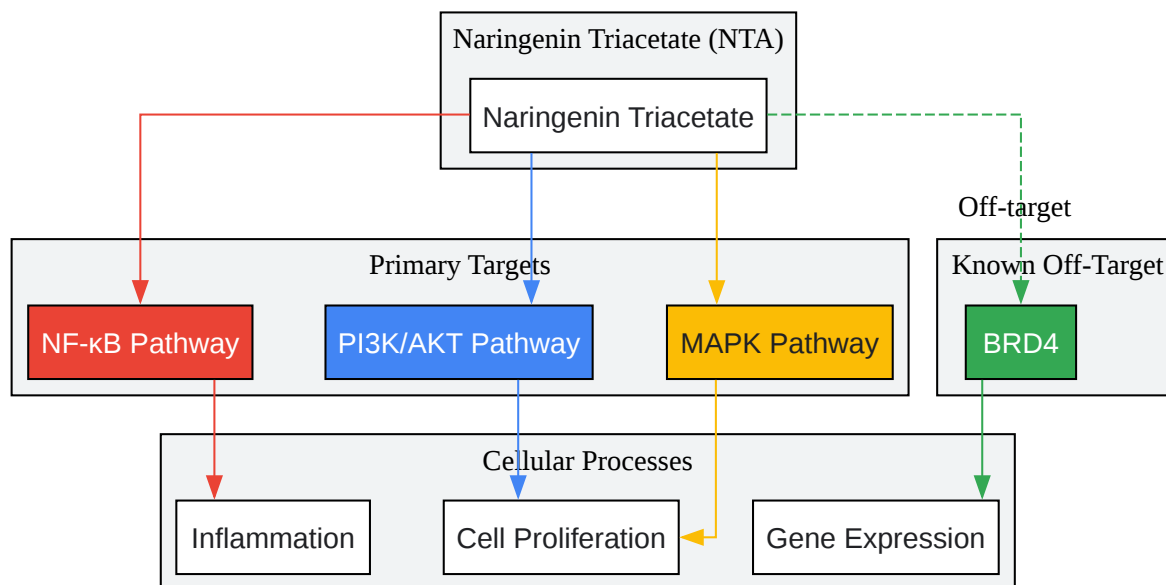 Naringenin Triacetate (NTA)
Naringenin Triacetate
Off-target
Primary Targets
Known Off-Target
NF-κB Pathway
PI3K/AKT Pathway
MAPK Pathway
BRD4
Cellular Processes
Inflammation
Cell Proliferation
Gene Expression